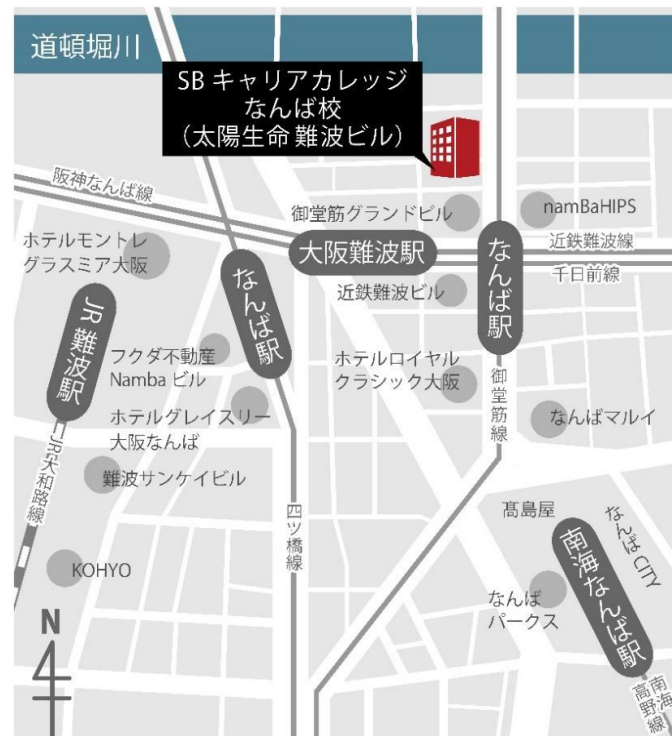 道頓堀川
SB キャリアカレッジ
なんば校
（太陽生命 難波ビル）
阪神なんば線
御堂筋グランドビル
namBaHIPS
ホテルモントレ
グラスミア大阪
大阪難波駅
なんば駅
近鉄難波線
千日前線
近鉄難波ビル
なんば駅
JR 難波駅
フクダ不動産
Namba ビル
ホテルロイヤル
クラシック大阪
御堂筋線
ホテルグレイスリー
大阪なんば
なんばマルイ
JR大和路線
難波サンケイビル
四ツ橋線
髙島屋
なんばCITY
南海なんば駅
KOHYO
なんば
パークス
N
南海
高野線